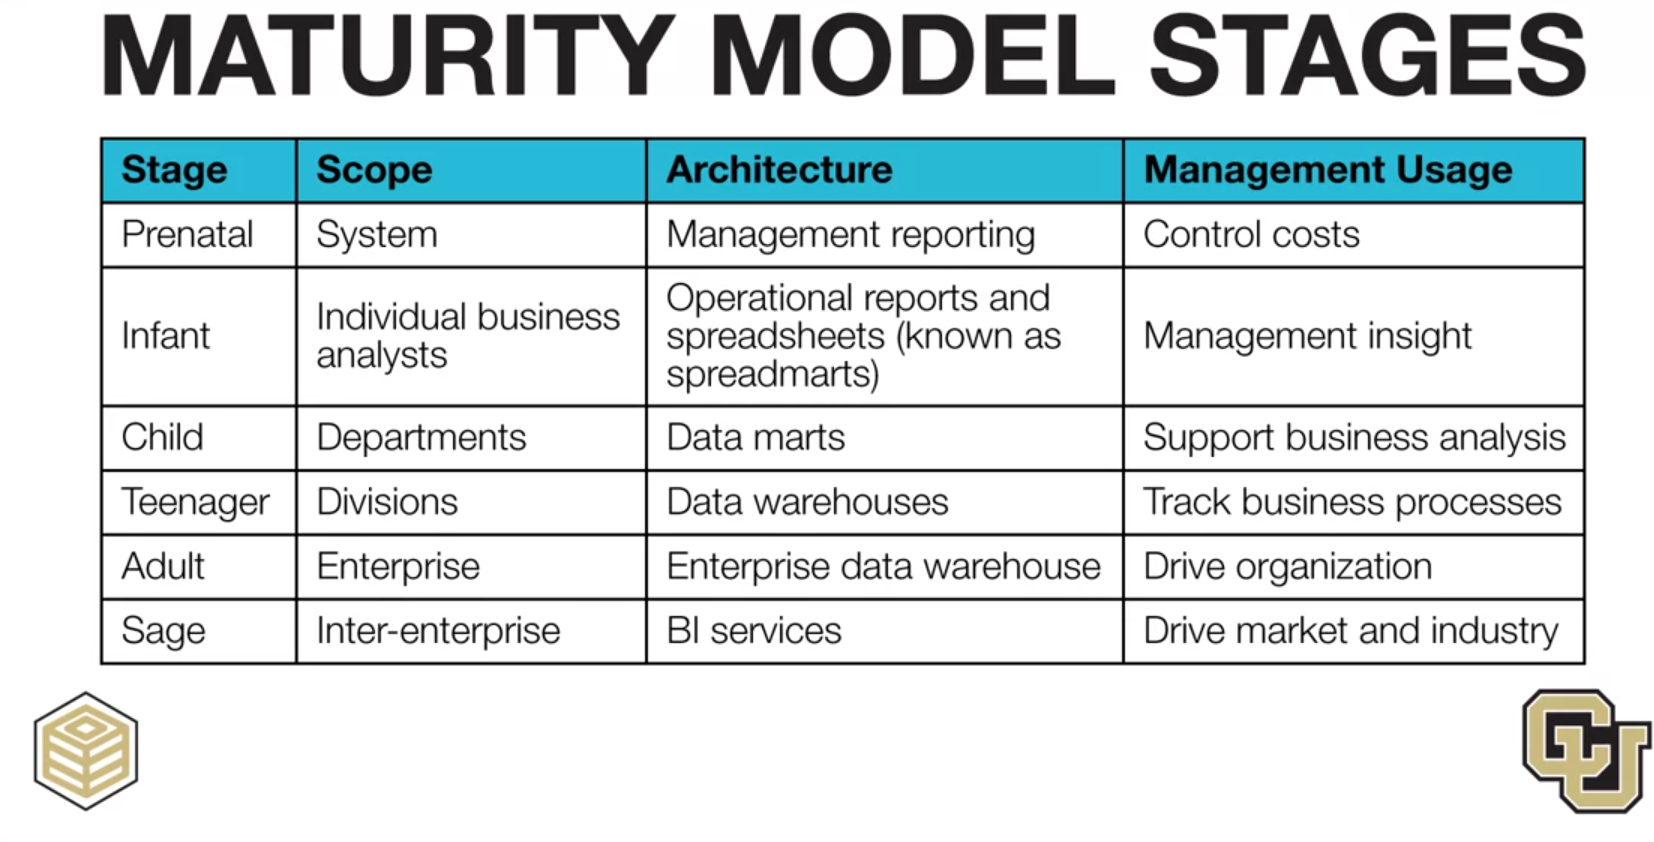 MATURITY MODEL STAGES
Stage Scope Architecture Management Usage
Prenatal System Management reporting Control costs
Infant Individual business analysts Operational reports and spreadsheets (known as spreadmarts) Management insight
Child Departments Data marts Support business analysis
Teenager Divisions Data warehouses Track business processes
Adult Enterprise Enterprise data warehouse Drive organization
Sage Inter-enterprise BI services Drive market and industry
CU